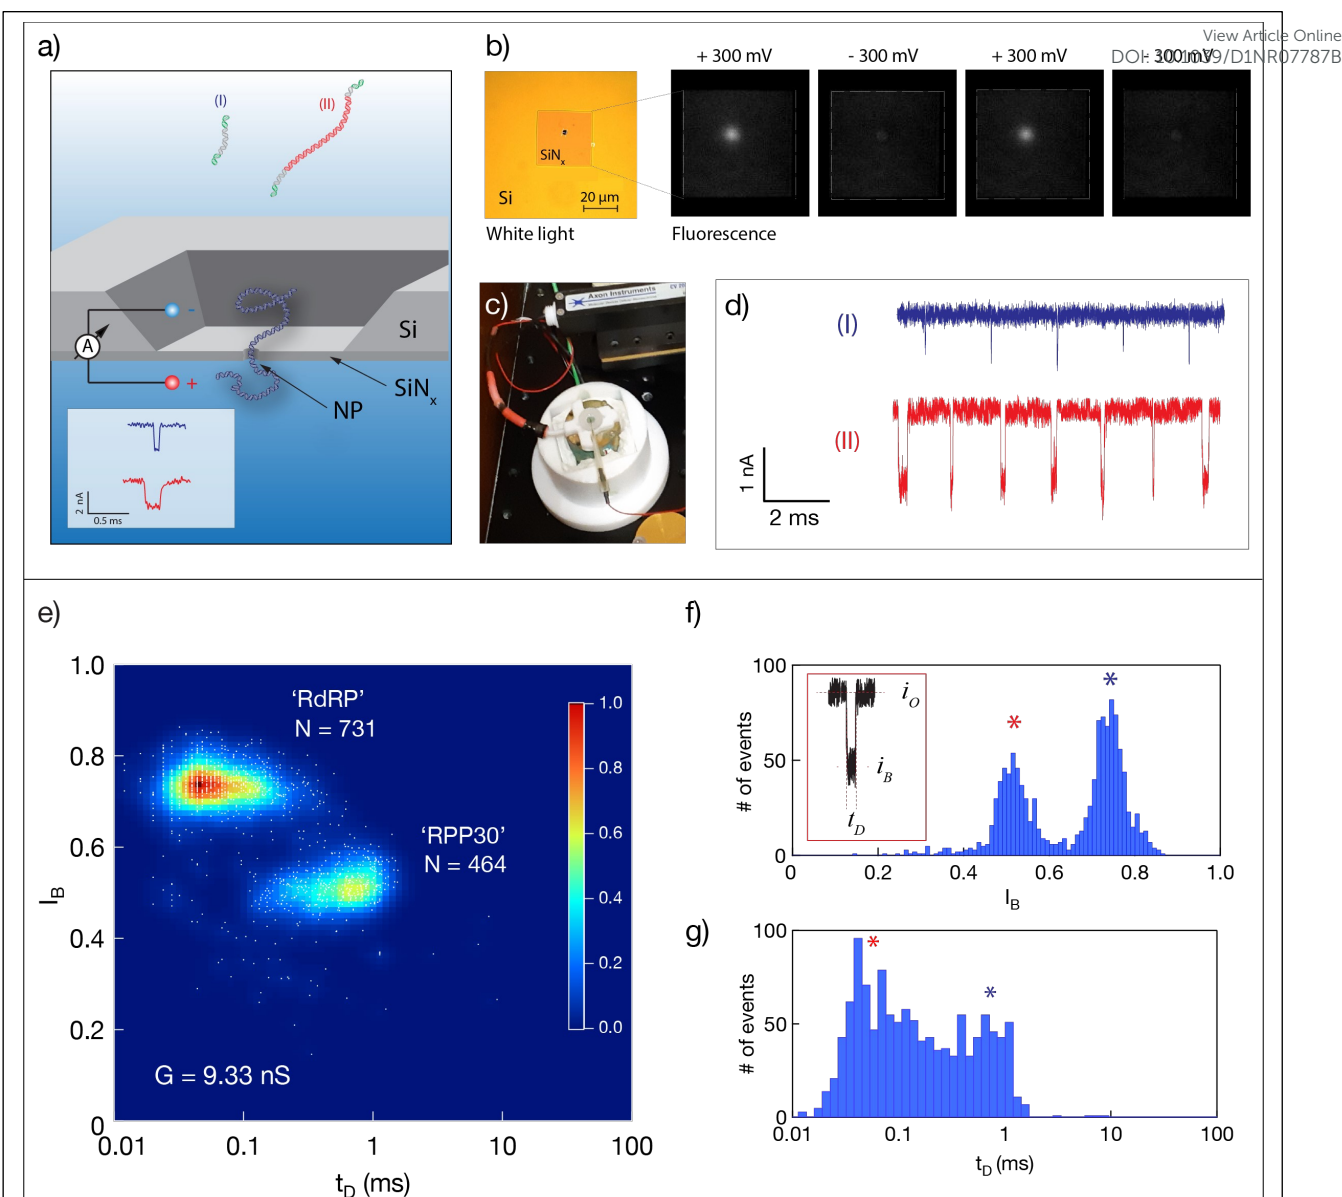 View Article Online
DOI: 10.1039/D1NR07787B
a)
(I)
(II)
Si
SiNx
NP
A
-
+
2 nA
0.5 ms
b)
+ 300 mV
- 300 mV
+ 300 mV
- 300 mV
SiNx
Si
20 μm
White light
Fluorescence
c)
Axon Instruments
d)
(I)
(II)
1 nA
2 ms
e)
1.0
0.8
0.6
0.4
0.2
0
IB
'RdRP'
N = 731
'RPP30'
N = 464
G = 9.33 nS
1.0
0.8
0.6
0.4
0.2
0.0
0.01
0.1
1
10
100
tD (ms)
f)
100
50
0
# of events
iO
iB
tD
*
*
0
0.2
0.4
0.6
0.8
1.0
IB
g)
100
50
0
# of events
*
*
0.01
0.1
1
10
100
tD (ms)